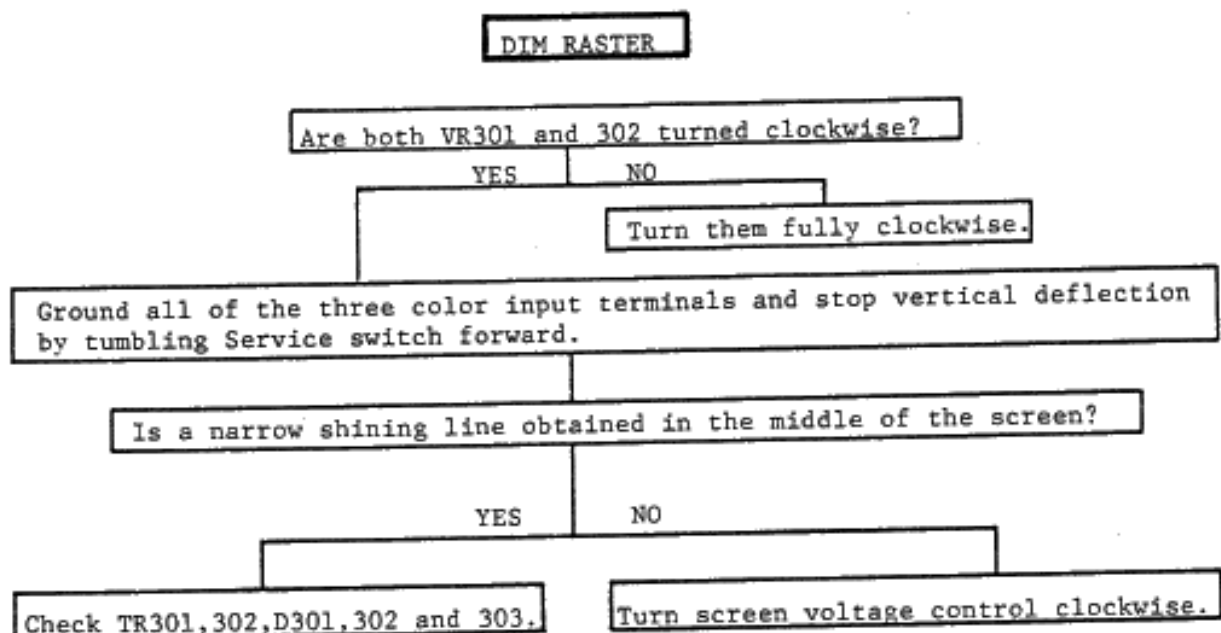 DIM RASTER
Are both VR301 and 302 turned clockwise?
YES NO
Turn them fully clockwise.
Ground all of the three color input terminals and stop vertical deflection
by tumbling Service switch forward.
Is a narrow shining line obtained in the middle of the screen?
YES NO
Check TR301,302,D301,302 and 303.
Turn screen voltage control clockwise.